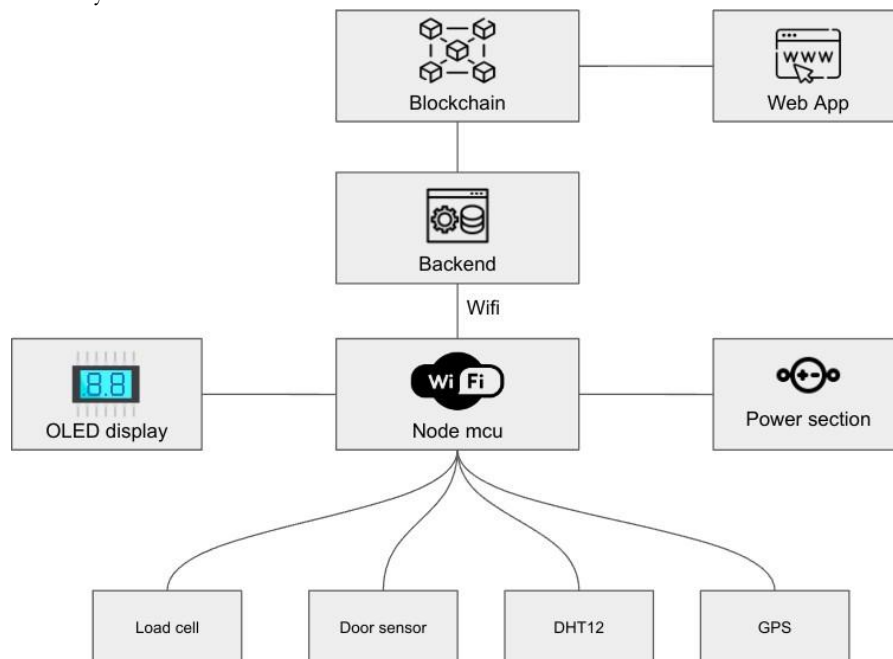 Blockchain
WWW
Web App
Backend
Wifi
8.8
OLED display
Wi Fi
Node mcu
Power section
Load cell
Door sensor
DHT12
GPS